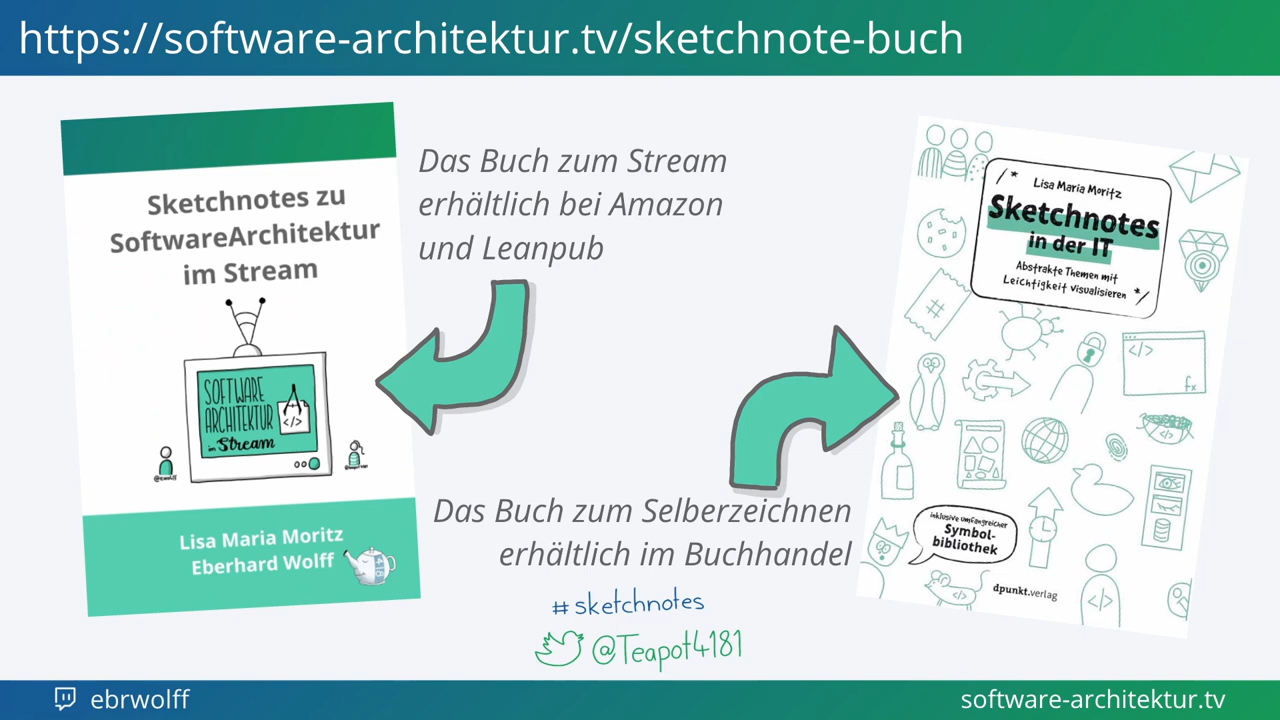 https://software-architektur.tv/sketchnote-buch
Sketchnotes zu
SoftwareArchitektur
im Stream
SOFTWARE
ARCHITEKTUR
im Stream
</>
@ewolff
Lisa Maria Moritz
Eberhard Wolff
Das Buch zum Stream
erhältlich bei Amazon
und Leanpub
Das Buch zum Selberzeichnen
erhältlich im Buchhandel
#sketchnotes
@Teapot4181
/*
Lisa Maria Moritz
Sketchnotes
in der IT
Abstrakte Themen mit
Leichtigkeit visualisieren
*/
#
</>
fx
</>
inklusive umfangreicher
Symbol-
bibliothek
</>
dpunkt.verlag
ebrwolff
software-architektur.tv